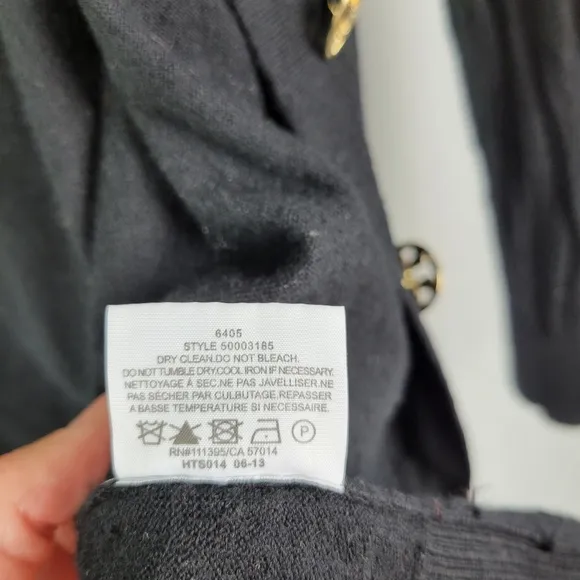 6405
STYLE 50003185
DRY CLEAN.DO NOT BLEACH.
DO NOT TUMBLE DRY.COOL IRON IF NECESSARY.
NETTOYAGE À SEC.NE PAS JAVELLISER.NE
PAS SÉCHER PAR CULBUTAGE.REPASSER
A BASSE TEMPERATURE SI NECESSAIRE.
P
RN#111395/CA 57014
HTS014 06-13